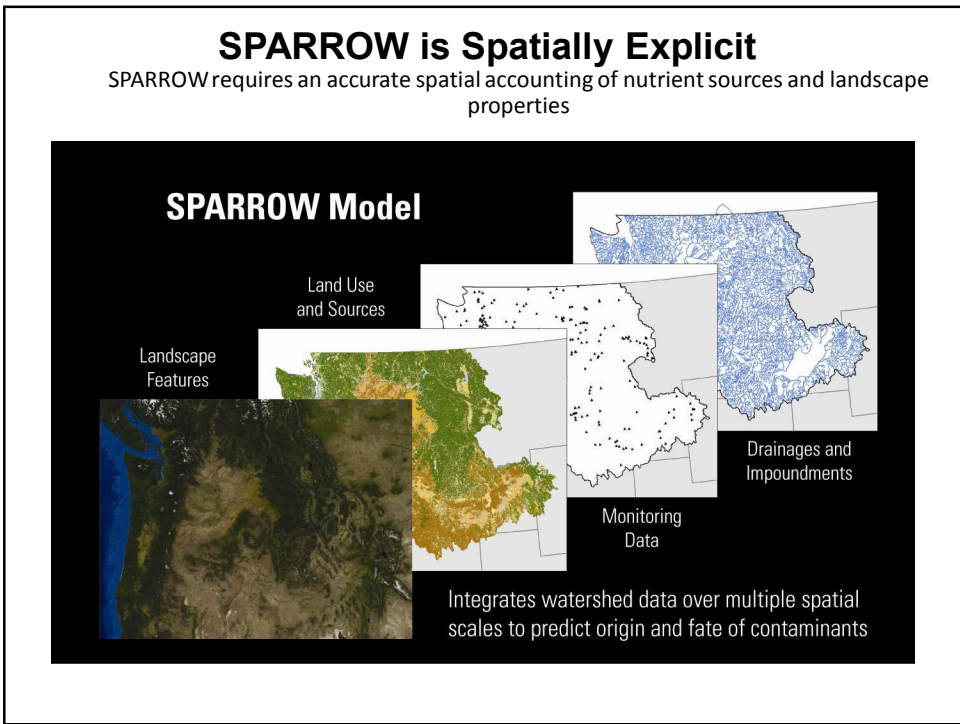 SPARROW is Spatially Explicit
SPARROW requires an accurate spatial accounting of nutrient sources and landscape
properties
SPARROW Model
Land Use
and Sources
Landscape
Features
Drainages and
Impoundments
Monitoring
Data
Integrates watershed data over multiple spatial
scales to predict origin and fate of contaminants